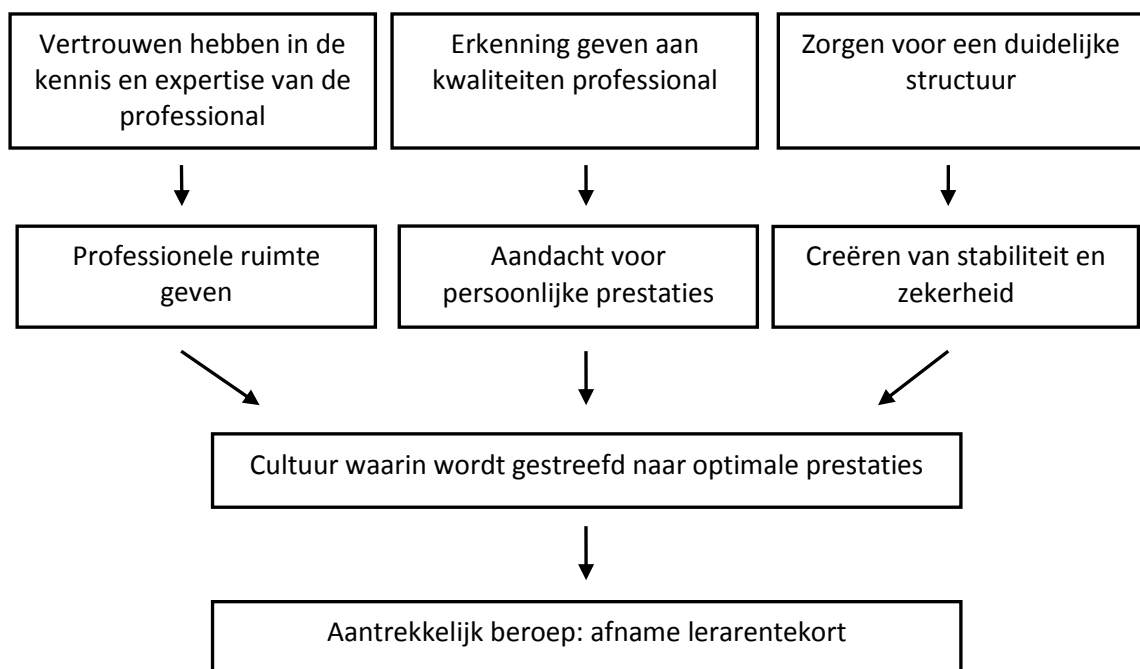 Vertrouwen hebben in de
kennis en expertise van de
professional
Erkenning geven aan
kwaliteiten professional
Zorgen voor een duidelijke
structuur
Professionele ruimte
geven
Aandacht voor
persoonlijke prestaties
Creëren van stabiliteit en
zekerheid
Cultuur waarin wordt gestreefd naar optimale prestaties
Aantrekkelijk beroep: afname lerarentekort